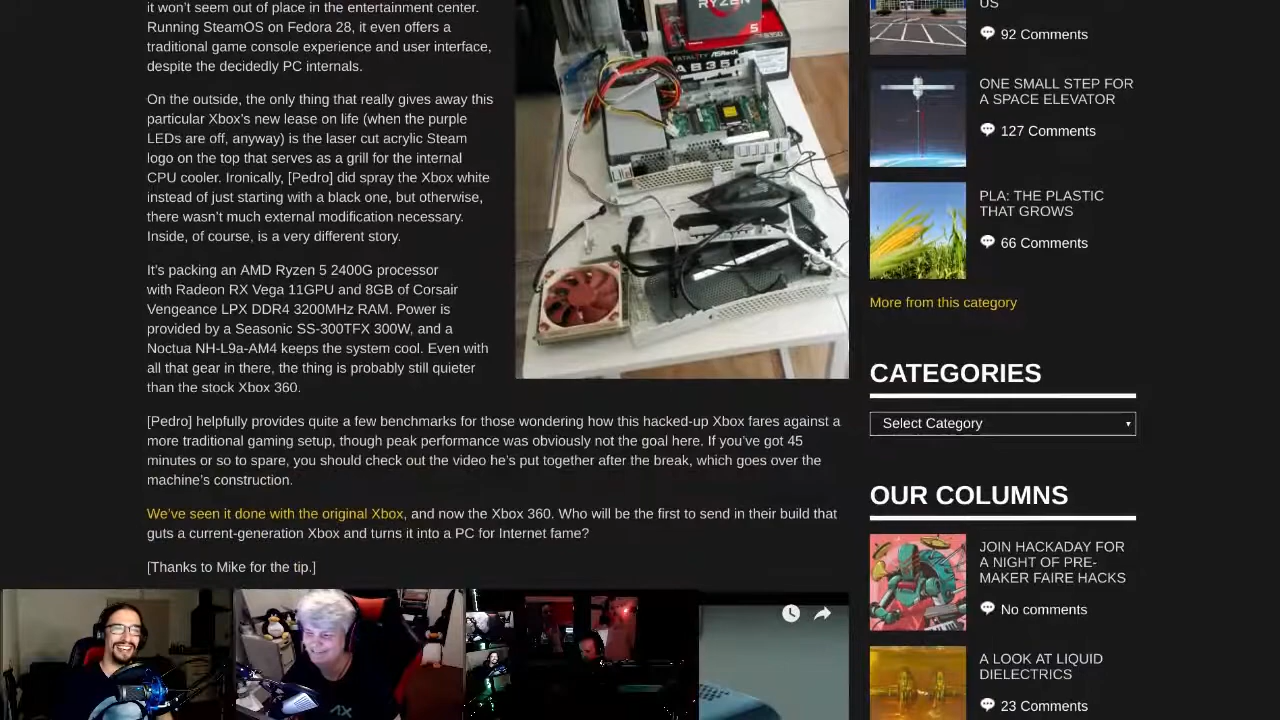 it won't seem out of place in the entertainment center.
Running SteamOS on Fedora 28, it even offers a
traditional game console experience and user interface,
despite the decidedly PC internals.
On the outside, the only thing that really gives away this
particular Xbox's new lease on life (when the purple
LEDs are off, anyway) is the laser cut acrylic Steam
logo on the top that serves as a grill for the internal
CPU cooler. Ironically, [Pedro] did spray the Xbox white
instead of just starting with a black one, but otherwise,
there wasn't much external modification necessary.
Inside, of course, is a very different story.
It's packing an AMD Ryzen 5 2400G processor
with Radeon RX Vega 11GPU and 8GB of Corsair
Vengeance LPX DDR4 3200MHz RAM. Power is
provided by a Seasonic SS-300TFX 300W, and a
Noctua NH-L9a-AM4 keeps the system cool. Even with
all that gear in there, the thing is probably still quieter
than the stock Xbox 360.
[Pedro] helpfully provides quite a few benchmarks for those wondering how this hacked-up Xbox fares against a
more traditional gaming setup, though peak performance was obviously not the goal here. If you've got 45
minutes or so to spare, you should check out the video he's put together after the break, which goes over the
machine's construction.
We've seen it done with the original Xbox, and now the Xbox 360. Who will be the first to send in their build that
guts a current-generation Xbox and turns it into a PC for Internet fame?
[Thanks to Mike for the tip.]
RYZEN
5
US
92 Comments
ONE SMALL STEP FOR
A SPACE ELEVATOR
127 Comments
PLA: THE PLASTIC
THAT GROWS
66 Comments
More from this category
CATEGORIES
Select Category
OUR COLUMNS
JOIN HACKADAY FOR
A NIGHT OF PRE-
MAKER FAIRE HACKS
No comments
A LOOK AT LIQUID
DIELECTRICS
23 Comments